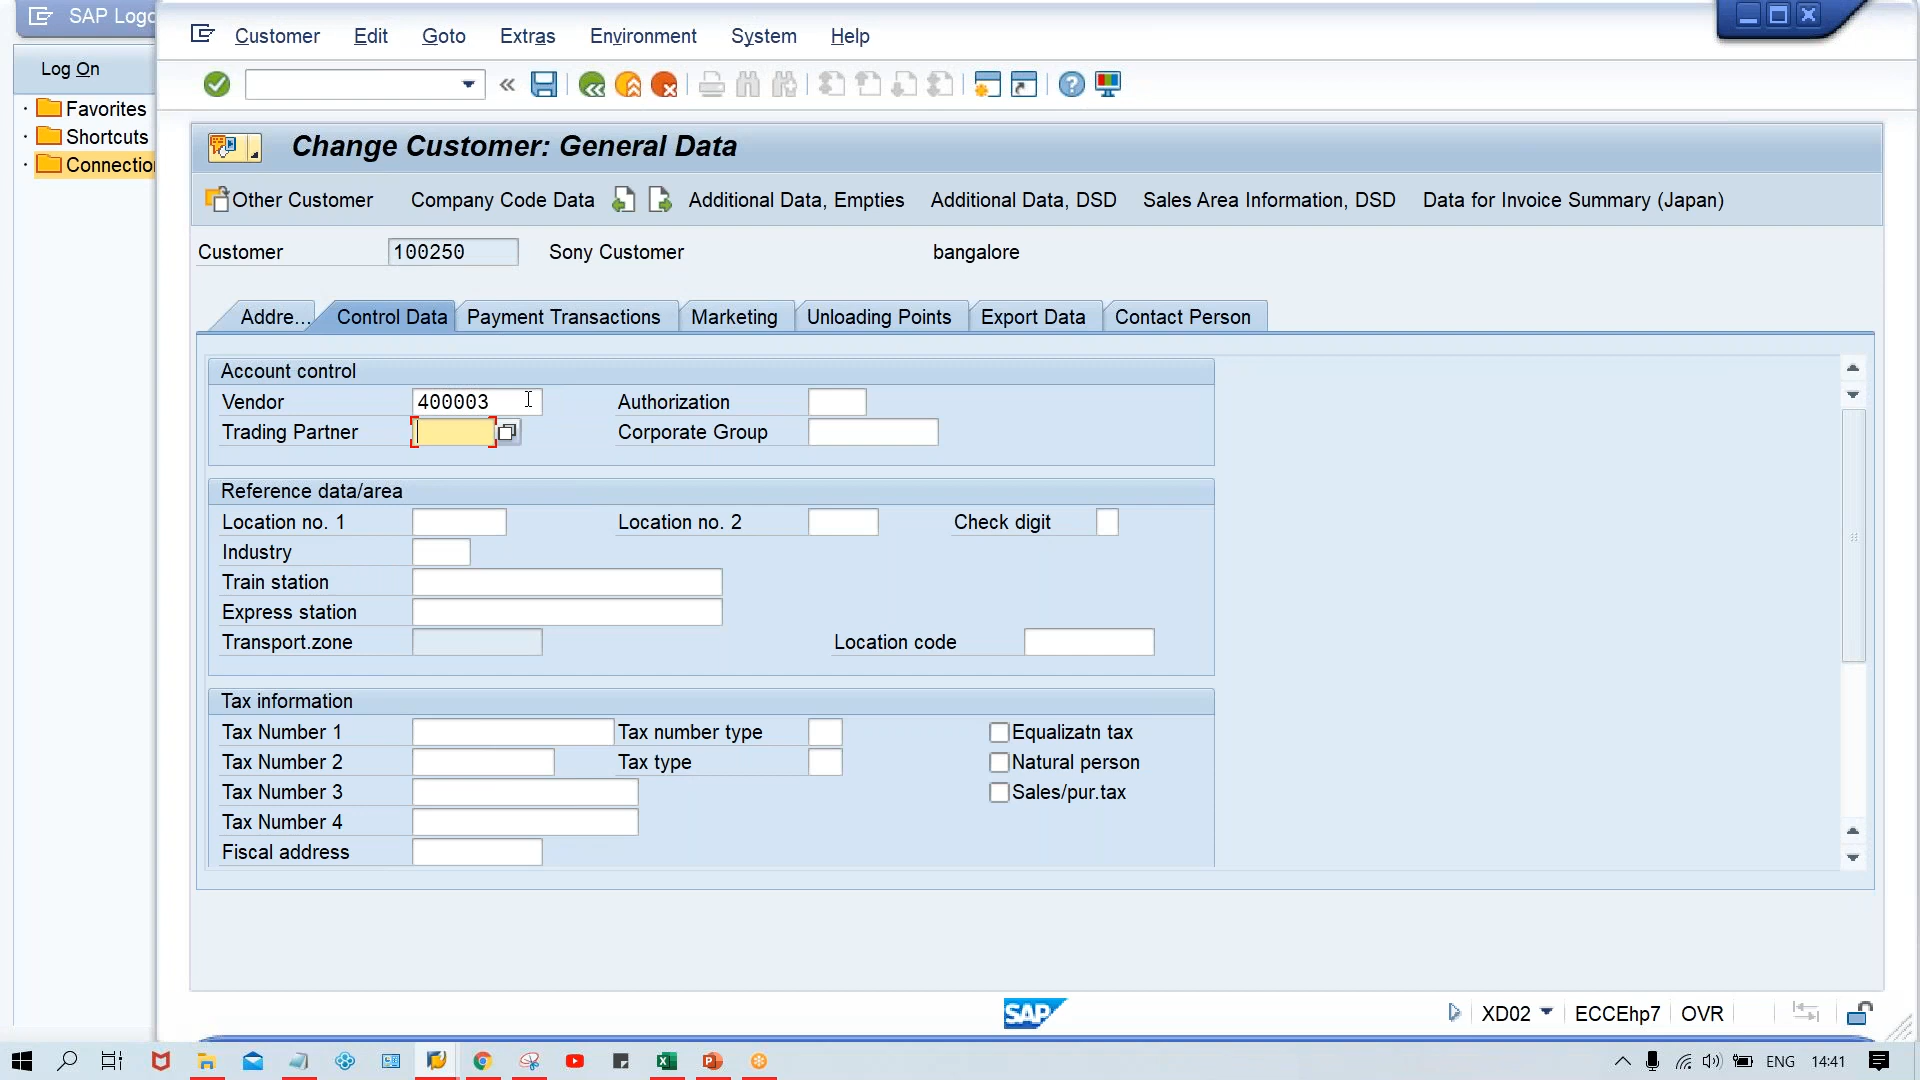 SAP Logo
Customer Edit Goto Extras Environment System Help
Log On
Favorites
Shortcuts
Connectio
Change Customer: General Data
Other Customer Company Code Data Additional Data, Empties Additional Data, DSD Sales Area Information, DSD Data for Invoice Summary (Japan)
Customer 100250 Sony Customer bangalore
Addre... Control Data Payment Transactions Marketing Unloading Points Export Data Contact Person
Account control
Vendor 400003 Authorization
Trading Partner Corporate Group
Reference data/area
Location no. 1 Location no. 2 Check digit
Industry
Train station
Express station
Transport.zone Location code
Tax information
Tax Number 1 Tax number type Equalizatn tax
Tax Number 2 Tax type Natural person
Tax Number 3 Sales/pur.tax
Tax Number 4
Fiscal address
SAP XD02 ECCEhp7 OVR
ENG 14:41